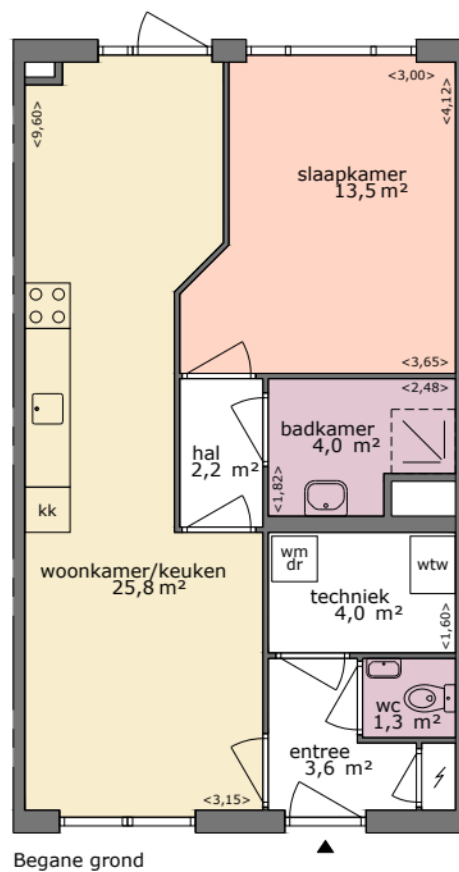 <9,60>
<3,00>
<4,12>
slaapkamer
13,5 m²
<3,65>
<2,48>
badkamer
4,0 m²
hal
2,2 m²
<1,82>
kk
woonkamer/keuken
25,8 m²
wm
dr
wtw
techniek
4,0 m²
<1,60>
wc
1,3 m²
entree
3,6 m²
<3,15>
Begane grond